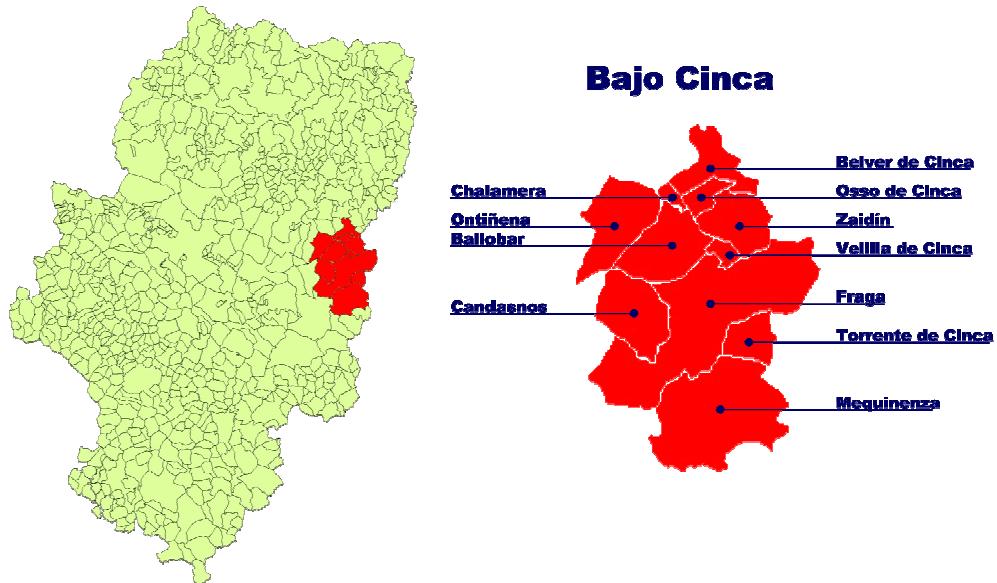 Bajo Cinca
Belver de Cinca
Chalamera
Osso de Cinca
Ontiñena
Zaidín
Ballobar
Velilla de Cinca
Fraga
Candasnos
Torrente de Cinca
Mequinenza